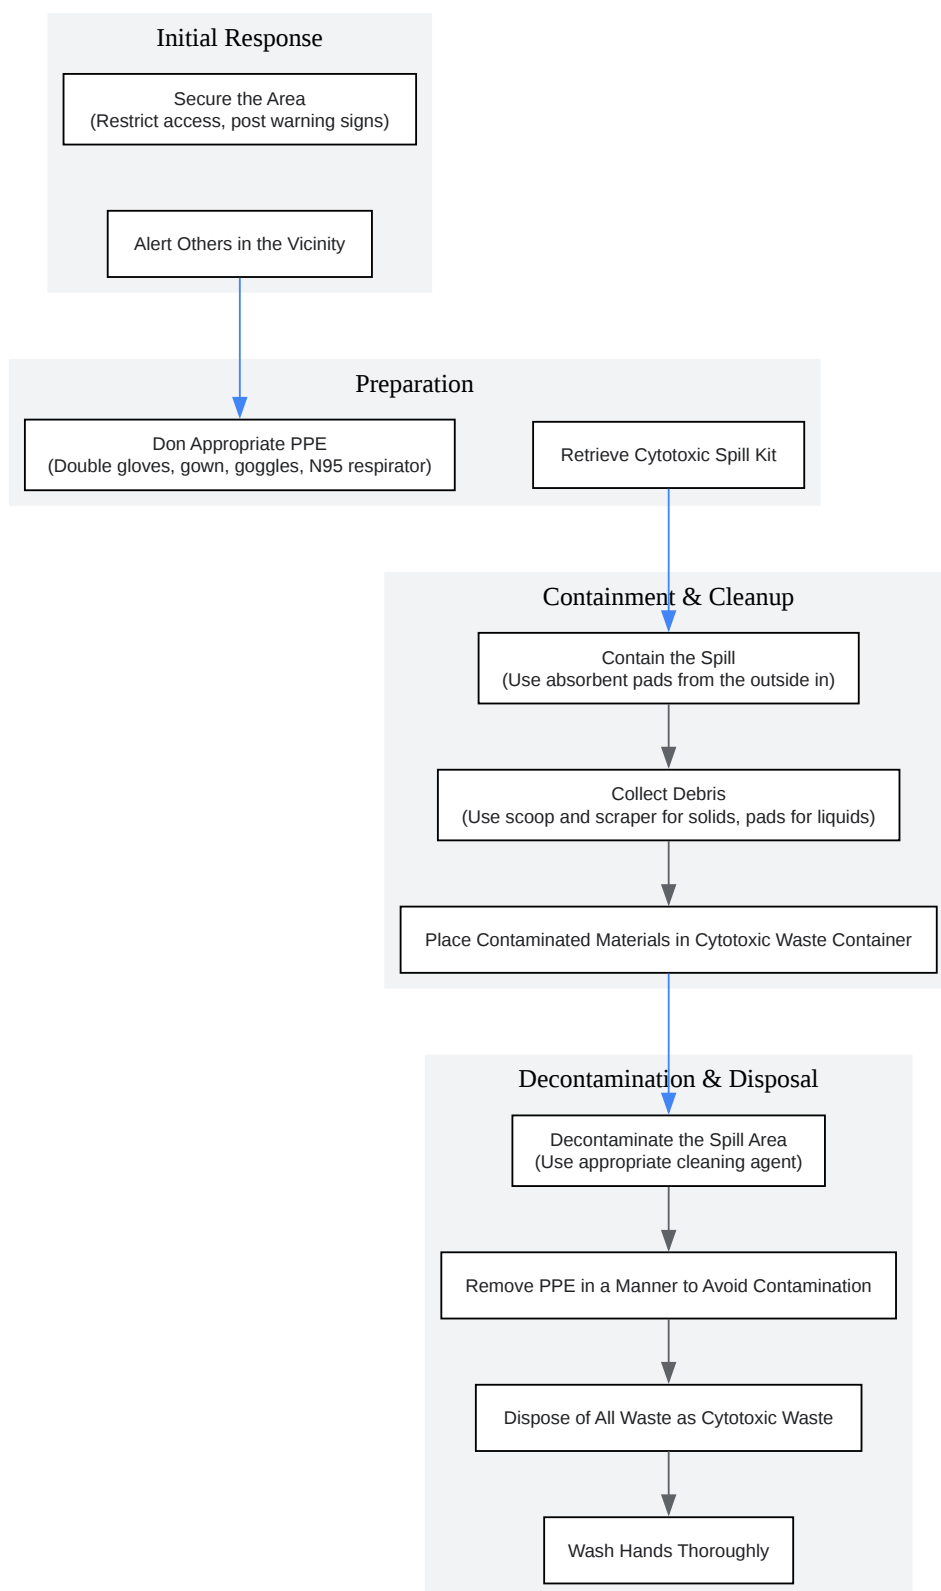 Initial Response
Secure the Area
(Restrict access, post warning signs)
Alert Others in the Vicinity
Preparation
Don Appropriate PPE
(Double gloves, gown, goggles, N95 respirator)
Retrieve Cytotoxic Spill Kit
Containment & Cleanup
Contain the Spill
(Use absorbent pads from the outside in)
Collect Debris
(Use scoop and scraper for solids, pads for liquids)
Place Contaminated Materials in Cytotoxic Waste Container
Decontamination & Disposal
Decontaminate the Spill Area
(Use appropriate cleaning agent)
Remove PPE in a Manner to Avoid Contamination
Dispose of All Waste as Cytotoxic Waste
Wash Hands Thoroughly